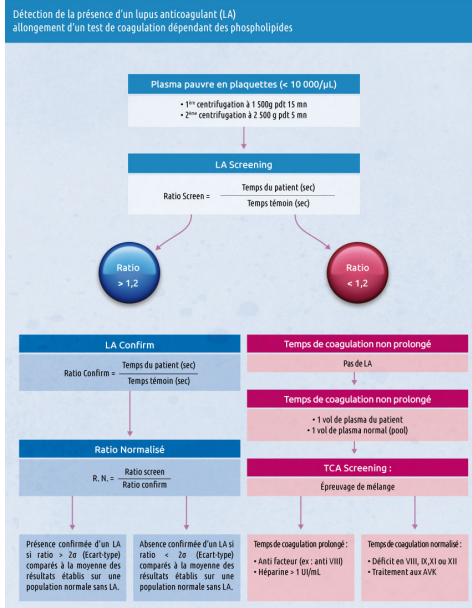 Détection de la présence d'un lupus anticoagulant (LA)
allongement d'un test de coagulation dépendant des phospholipides
Plasma pauvre en plaquettes (< 10 000/µL)
• 1ère centrifugation à 1 500g pdt 15 mn
• 2ème centrifugation à 2 500 g pdt 5 mn
LA Screening
Ratio Screen = Temps du patient (sec)
Temps témoin (sec)
Ratio
> 1,2
Ratio
< 1,2
LA Confirm
Ratio Confirm = Temps du patient (sec)
Temps témoin (sec)
Ratio Normalisé
R. N. = Ratio screen
Ratio confirm
Présence confirmée d'un LA
si ratio > 2σ (Ecart-type)
comparés à la moyenne des
résultats établis sur une
population normale sans LA.
Absence confirmée d'un LA si
ratio < 2σ (Ecart-type)
comparés à la moyenne des
résultats établis sur une
population normale sans LA.
Temps de coagulation non prolongé
Pas de LA
Temps de coagulation non prolongé
• 1 vol de plasma du patient
• 1 vol de plasma normal (pool)
TCA Screening :
Épreuvage de mélange
Temps de coagulation prolongé :
• Anti facteur (ex : anti VIII)
• Héparine > 1 UI/mL
Temps de coagulation normalisé :
• Déficit en VIII, IX,XI ou XII
• Traitement aux AVK